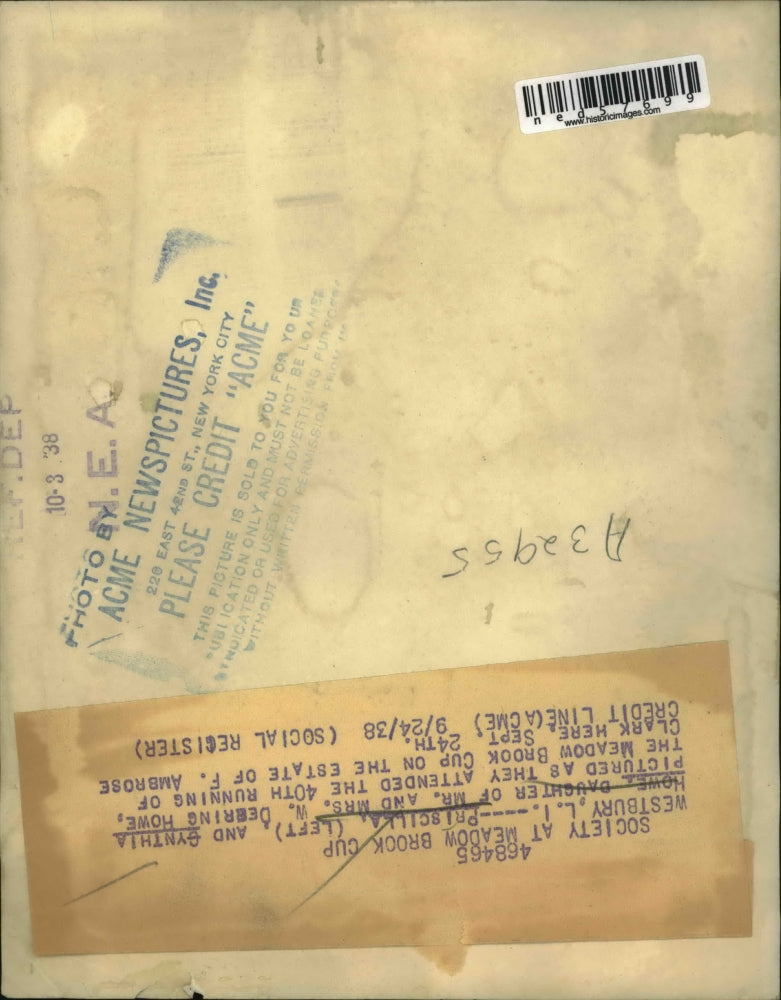 ned57699
www.historicimages.com
PHOTO BY
ACME NEWSPICTURES, Inc.
220 EAST 42ND ST., NEW YORK CITY
PLEASE CREDIT "ACME"
THIS PICTURE IS SOLD TO YOU FOR YOUR
PUBLICATION ONLY AND MUST NOT BE LOANED
SYNDICATED OR USED FOR ADVERTISING PURPOSES
WITHOUT WRITTEN PERMISSION FROM
N.E.A.
10-3 '38
REF.DEP
A32955
468465
SOCIETY AT MEADOW BROOK CUP
WESTBURY, L.I.-----PRISCILLA, (LEFT), AND CYNTHIA
HOWE, DAUGHTER OF MR. AND MRS. W. DEERING HOWE,
PICTURED AS THEY ATTENDED THE 40TH RUNNING OF
THE MEADOW BROOK CUP ON THE ESTATE OF F. AMBROSE
CLARK HERE, SEPT. 24TH.
CREDIT LINE(ACME) 9/24/38 (SOCIAL REGISTER)